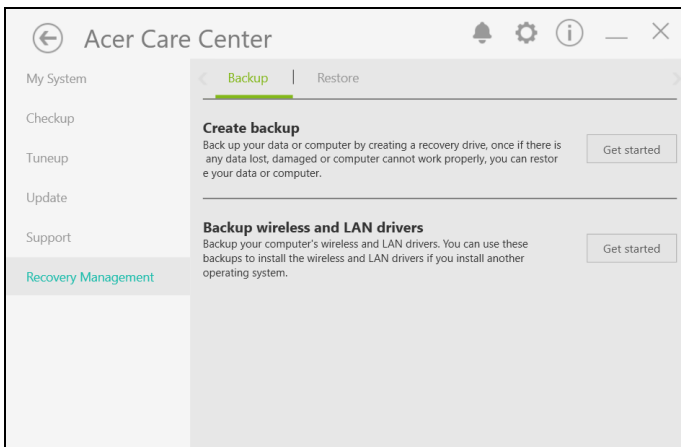 Acer Care Center
My System
Checkup
Tuneup
Update
Support
Recovery Management
Backup
Restore
Create backup
Back up your data or computer by creating a recovery drive, once if there is
any data lost, damaged or computer cannot work properly, you can restor
e your data or computer.
Get started
Backup wireless and LAN drivers
Backup your computer's wireless and LAN drivers. You can use these
backups to install the wireless and LAN drivers if you install another
operating system.
Get started